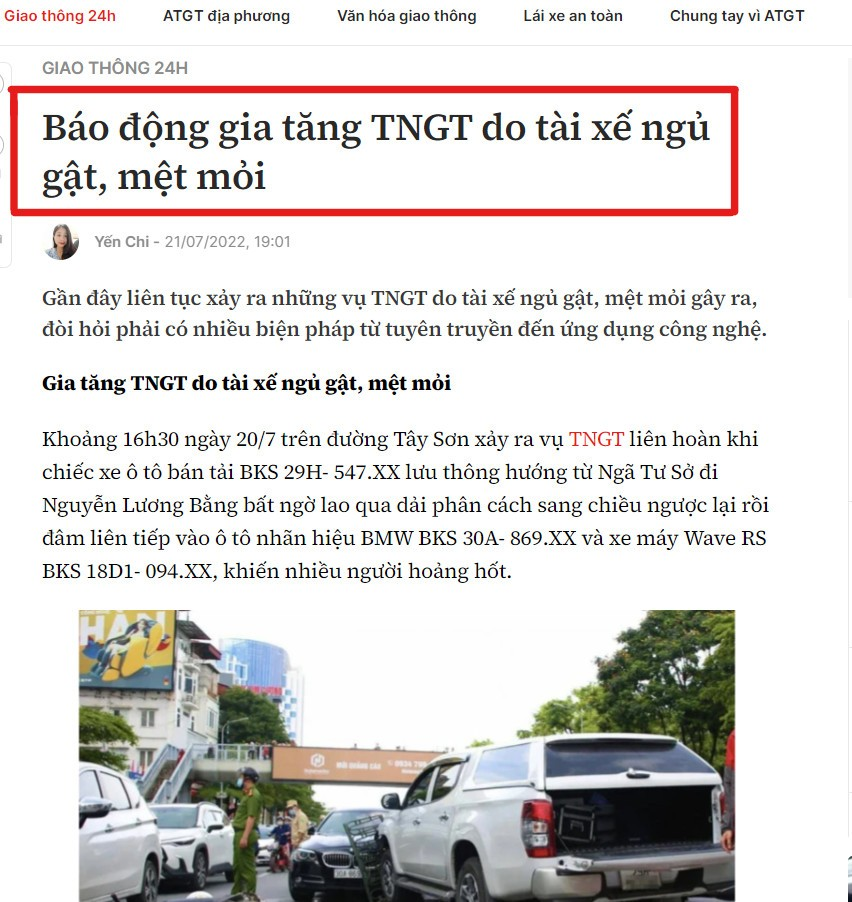 Giao thông 24h ATGT địa phương Văn hóa giao thông Lái xe an toàn Chung tay vì ATGT
GIAO THÔNG 24H
Báo động gia tăng TNGT do tài xế ngủ
gật, mệt mỏi
Yến Chi - 21/07/2022, 19:01
Gần đây liên tục xảy ra những vụ TNGT do tài xế ngủ gật, mệt mỏi gây ra,
đòi hỏi phải có nhiều biện pháp từ tuyên truyền đến ứng dụng công nghệ.
Gia tăng TNGT do tài xế ngủ gật, mệt mỏi
Khoảng 16h30 ngày 20/7 trên đường Tây Sơn xảy ra vụ TNGT liên hoàn khi
chiếc xe ô tô bán tải BKS 29H- 547.XX lưu thông hướng từ Ngã Tư Sở đi
Nguyễn Lương Bằng bất ngờ lao qua dải phân cách sang chiều ngược lại rồi
đâm liên tiếp vào ô tô nhãn hiệu BMW BKS 30A- 869.XX và xe máy Wave RS
BKS 18D1- 094.XX, khiến nhiều người hoảng hốt.
MỜI QUẢNG CÁO